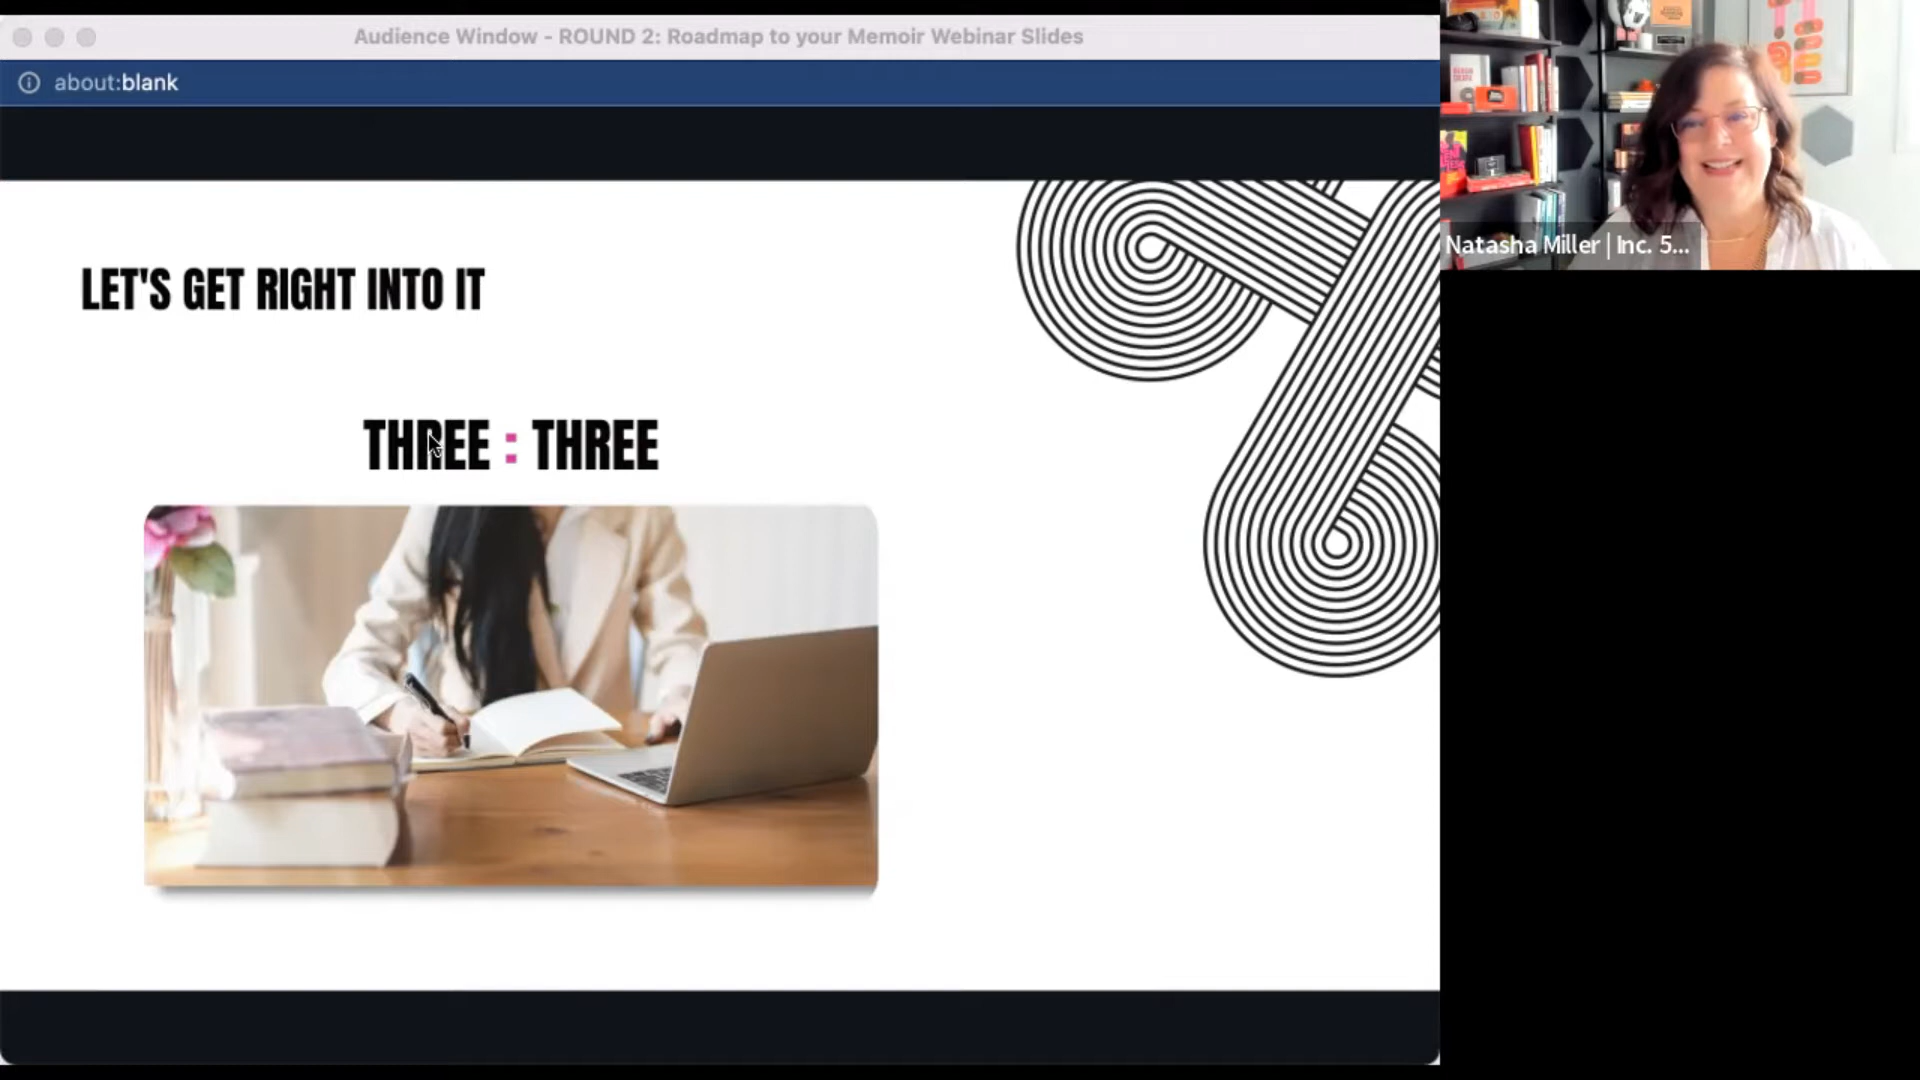 Audience Window - ROUND 2: Roadmap to your Memoir Webinar Slides
about:blank
Natasha Miller | Inc. 5...
LET'S GET RIGHT INTO IT
THREE : THREE